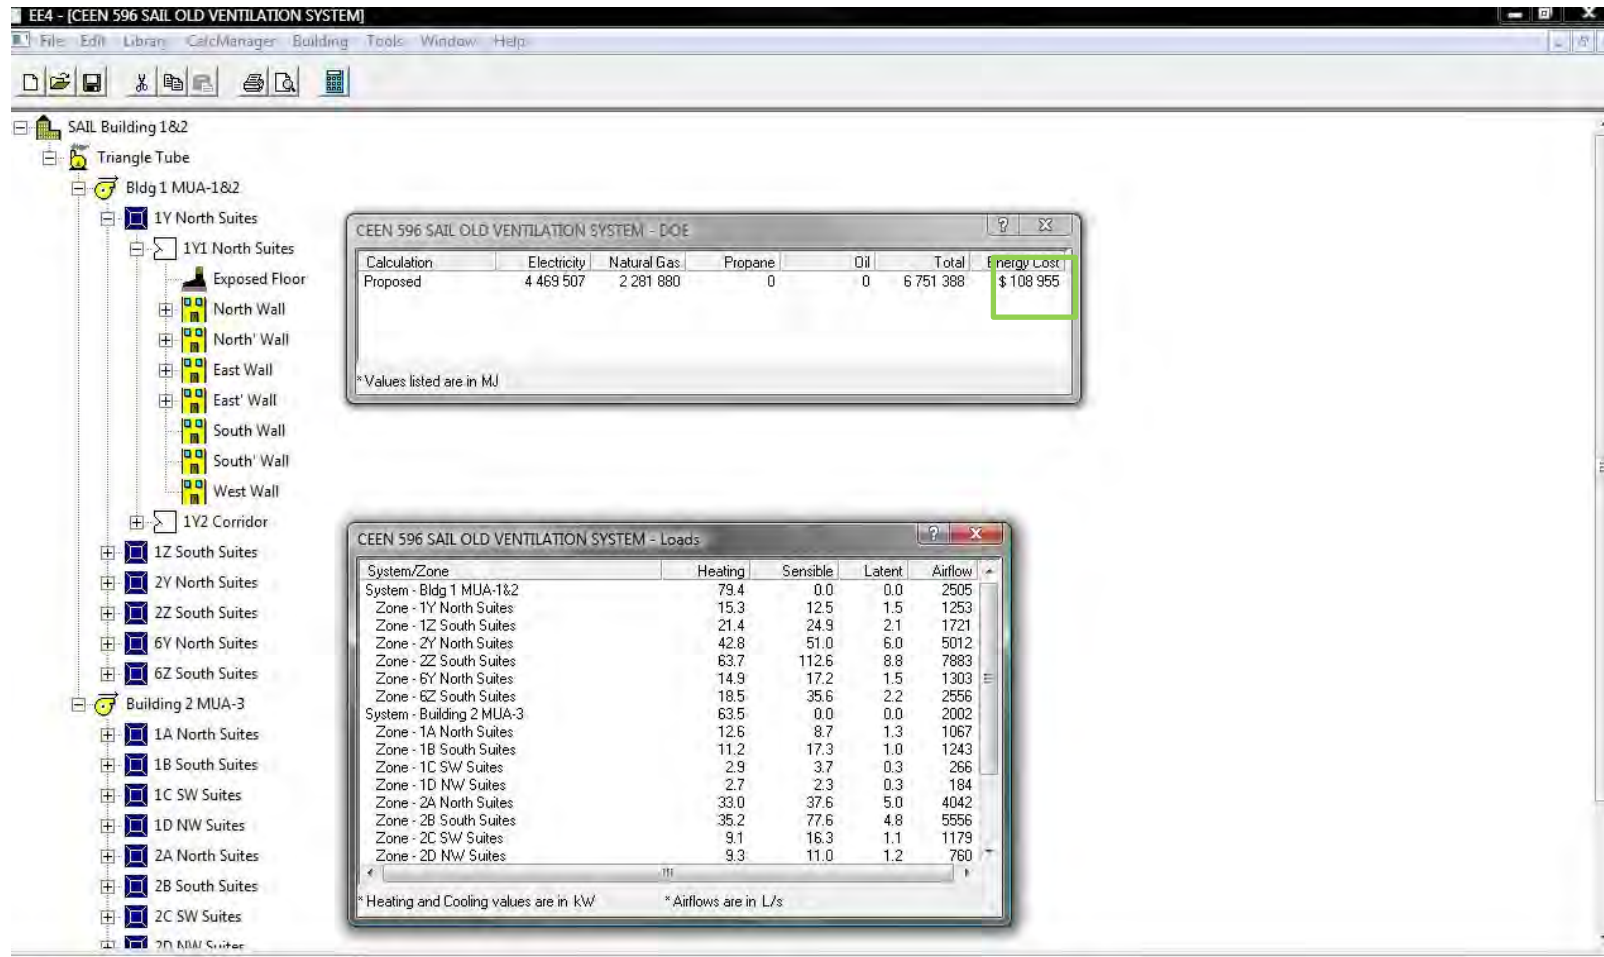 EE4 - [CEEN 596 SAIL OLD VENTILATION SYSTEM]
File Edit Library CalcManager Building Tools Window Help
SAIL Building 1&2
Triangle Tube
Bldg 1 MUA-1&2
1Y North Suites
1Y1 North Suites
Exposed Floor
North Wall
North' Wall
East Wall
East' Wall
South Wall
South' Wall
West Wall
1Y2 Corridor
1Z South Suites
2Y North Suites
2Z South Suites
6Y North Suites
6Z South Suites
Building 2 MUA-3
1A North Suites
1B South Suites
1C SW Suites
1D NW Suites
2A North Suites
2B South Suites
2C SW Suites
2D NW Suites
CEEN 596 SAIL OLD VENTILATION SYSTEM - DOE
Calculation Electricity Natural Gas Propane Oil Total Energy Cost
Proposed 4 469 507 2 281 880 0 0 6 751 388 $ 108 955
* Values listed are in MJ
CEEN 596 SAIL OLD VENTILATION SYSTEM - Loads
System/Zone Heating Sensible Latent Airflow
System - Bldg 1 MUA-1&2 79.4 0.0 0.0 2505
Zone - 1Y North Suites 15.3 12.5 1.5 1253
Zone - 1Z South Suites 21.4 24.9 2.1 1721
Zone - 2Y North Suites 42.8 51.0 6.0 5012
Zone - 2Z South Suites 63.7 112.6 8.8 7883
Zone - 6Y North Suites 14.9 17.2 1.5 1303
Zone - 6Z South Suites 18.5 35.6 2.2 2556
System - Building 2 MUA-3 63.5 0.0 0.0 2002
Zone - 1A North Suites 12.6 8.7 1.3 1067
Zone - 1B South Suites 11.2 17.3 1.0 1243
Zone - 1C SW Suites 2.9 3.7 0.3 266
Zone - 1D NW Suites 2.7 2.3 0.3 184
Zone - 2A North Suites 33.0 37.6 5.0 4042
Zone - 2B South Suites 35.2 77.6 4.8 5556
Zone - 2C SW Suites 9.1 16.3 1.1 1179
Zone - 2D NW Suites 9.3 11.0 1.2 760
* Heating and Cooling values are in kW * Airflows are in L/s